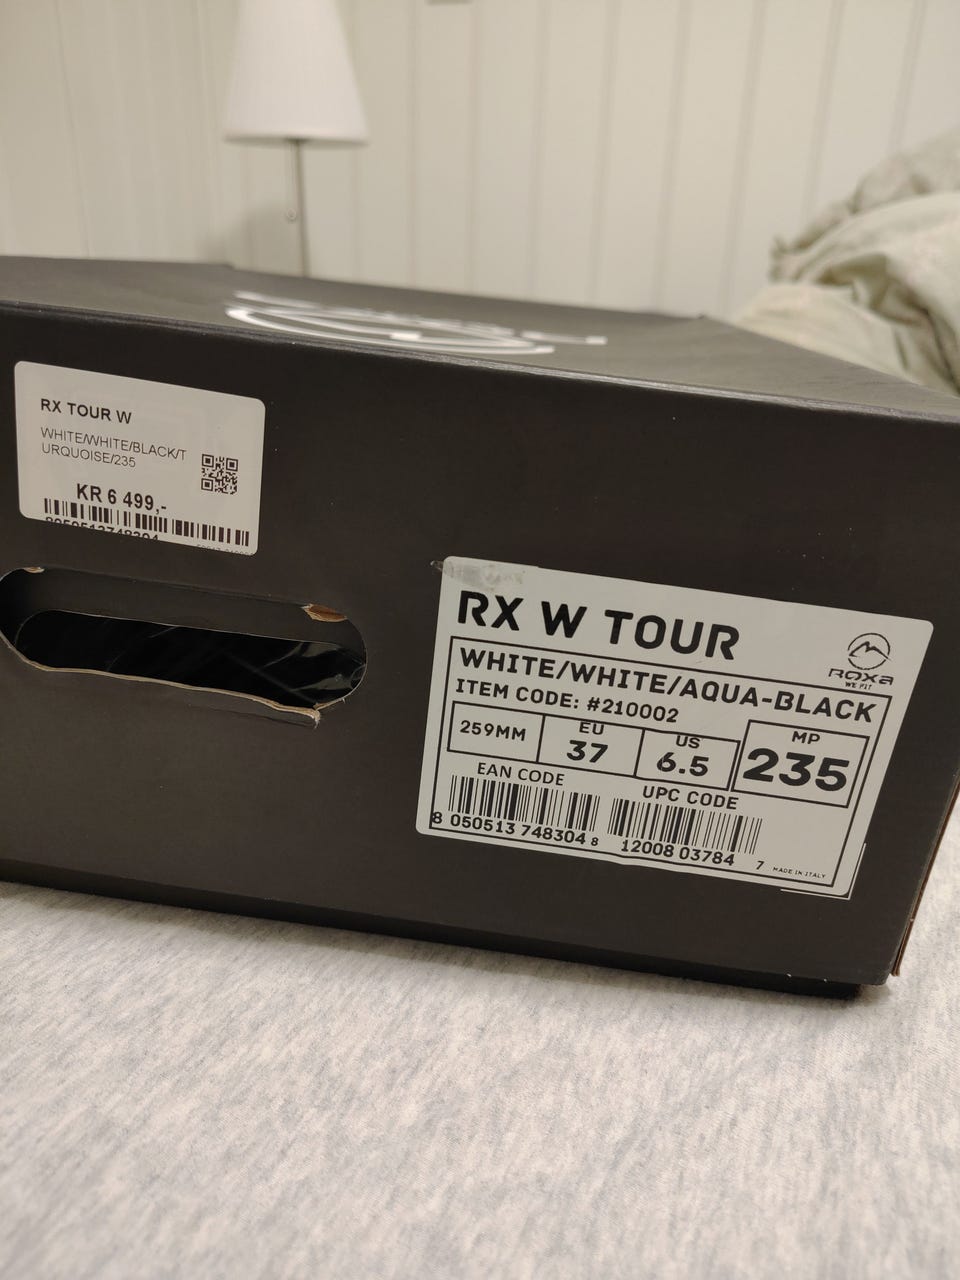 RX TOUR W
WHITE/WHITE/BLACK/T
URQUOISE/235
KR 6 499,-
8050513748304
RX W TOUR
ROXA
WE FIT
WHITE/WHITE/AQUA-BLACK
ITEM CODE: #210002
259MM
EU
37
US
6.5
MP
235
EAN CODE
UPC CODE
8 050513 748304
8 12008 03784 7
MADE IN ITALY